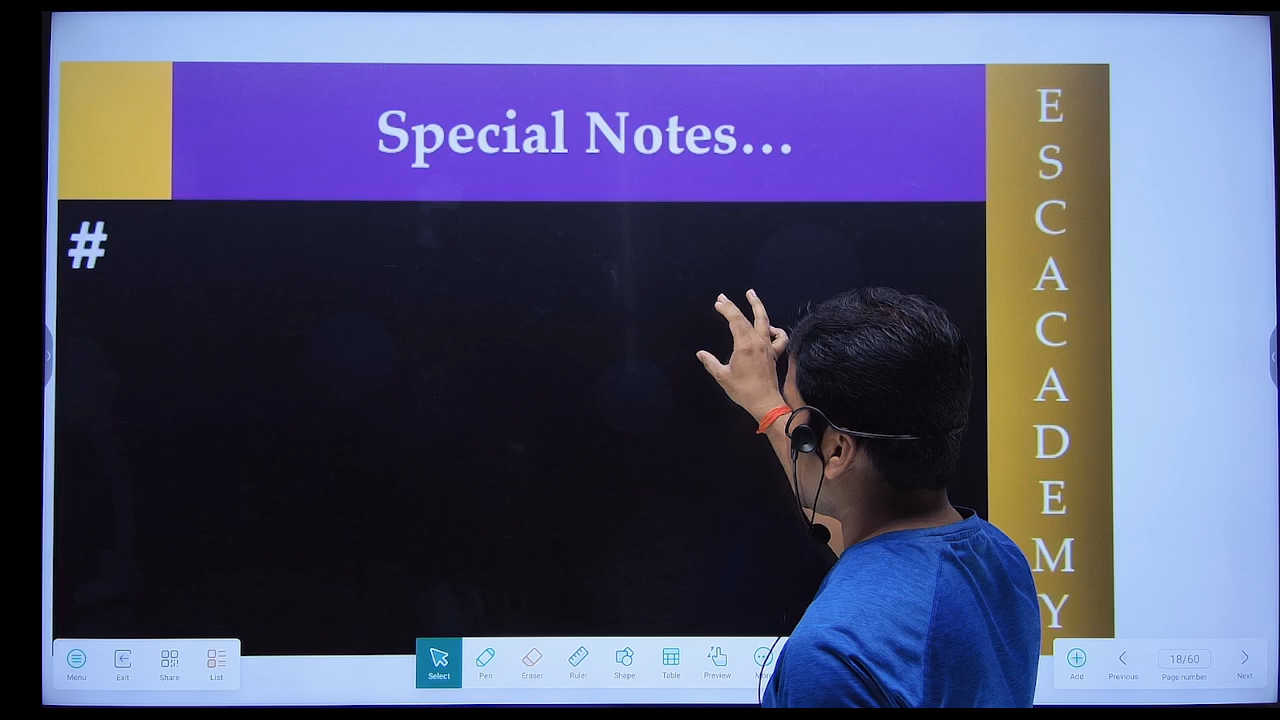 Special Notes...
#
E
S
C
A
C
A
D
E
M
Y
Menu
Exit
Share
List
Select
Pen
Eraser
Ruler
Shape
Table
Preview
Add
Previous
18/60
Page number
Next